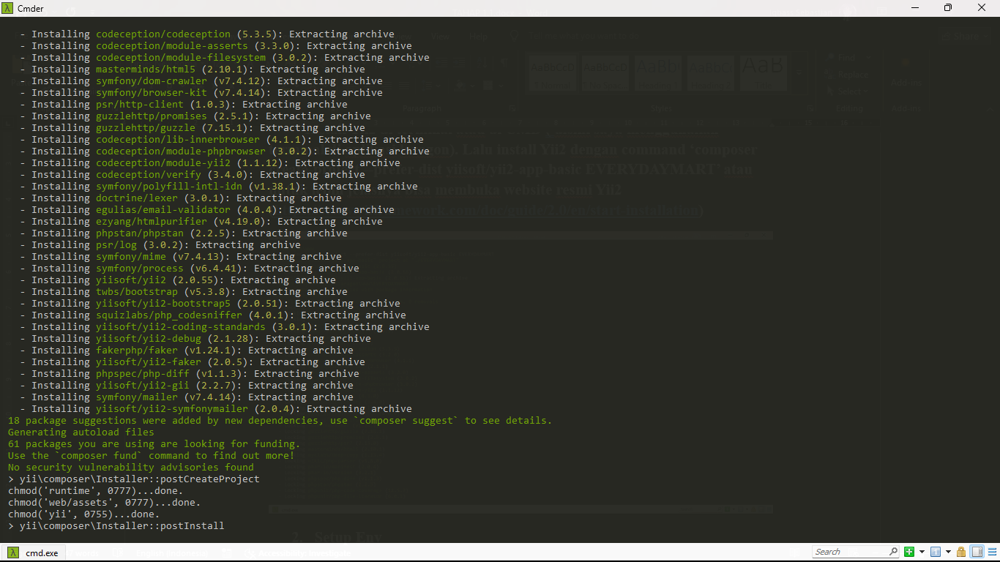 Cmder
- Installing codeception/codeception (5.3.5): Extracting archive
- Installing codeception/module-asserts (3.3.0): Extracting archive
- Installing codeception/module-filesystem (3.0.2): Extracting archive
- Installing masterminds/html5 (2.10.1): Extracting archive
- Installing symfony/dom-crawler (v7.4.12): Extracting archive
- Installing symfony/browser-kit (v7.4.14): Extracting archive
- Installing psr/http-client (1.0.3): Extracting archive
- Installing guzzlehttp/promises (2.5.1): Extracting archive
- Installing guzzlehttp/guzzle (7.15.1): Extracting archive
- Installing codeception/lib-innerbrowser (4.1.1): Extracting archive
- Installing codeception/module-phpbrowser (3.0.2): Extracting archive
- Installing codeception/module-yii2 (1.1.12): Extracting archive
- Installing codeception/verify (3.4.0): Extracting archive
- Installing symfony/polyfill-intl-idn (v1.38.1): Extracting archive
- Installing doctrine/lexer (3.0.1): Extracting archive
- Installing egulias/email-validator (4.0.4): Extracting archive
- Installing ezyang/htmlpurifier (v4.19.0): Extracting archive
- Installing phpstan/phpstan (2.2.5): Extracting archive
- Installing psr/log (3.0.2): Extracting archive
- Installing symfony/mime (v7.4.13): Extracting archive
- Installing symfony/process (v6.4.41): Extracting archive
- Installing yiisoft/yii2 (2.0.55): Extracting archive
- Installing twbs/bootstrap (v5.3.8): Extracting archive
- Installing yiisoft/yii2-bootstrap5 (2.0.51): Extracting archive
- Installing squizlabs/php_codesniffer (4.0.1): Extracting archive
- Installing yiisoft/yii2-coding-standards (3.0.1): Extracting archive
- Installing yiisoft/yii2-debug (2.1.28): Extracting archive
- Installing fakerphp/faker (v1.24.1): Extracting archive
- Installing yiisoft/yii2-faker (2.0.5): Extracting archive
- Installing phpspec/php-diff (v1.1.3): Extracting archive
- Installing yiisoft/yii2-gii (2.2.7): Extracting archive
- Installing symfony/mailer (v7.4.14): Extracting archive
- Installing yiisoft/yii2-symfonymailer (2.0.4): Extracting archive
18 package suggestions were added by new dependencies, use `composer suggest` to see details.
Generating autoload files
61 packages you are using are looking for funding.
Use the `composer fund` command to find out more!
No security vulnerability advisories found
> yii\composer\Installer::postCreateProject
chmod('runtime', 0777)...done.
chmod('web/assets', 0777)...done.
chmod('yii', 0755)...done.
> yii\composer\Installer::postInstall
2. Setup Env
cmd.exe
Search